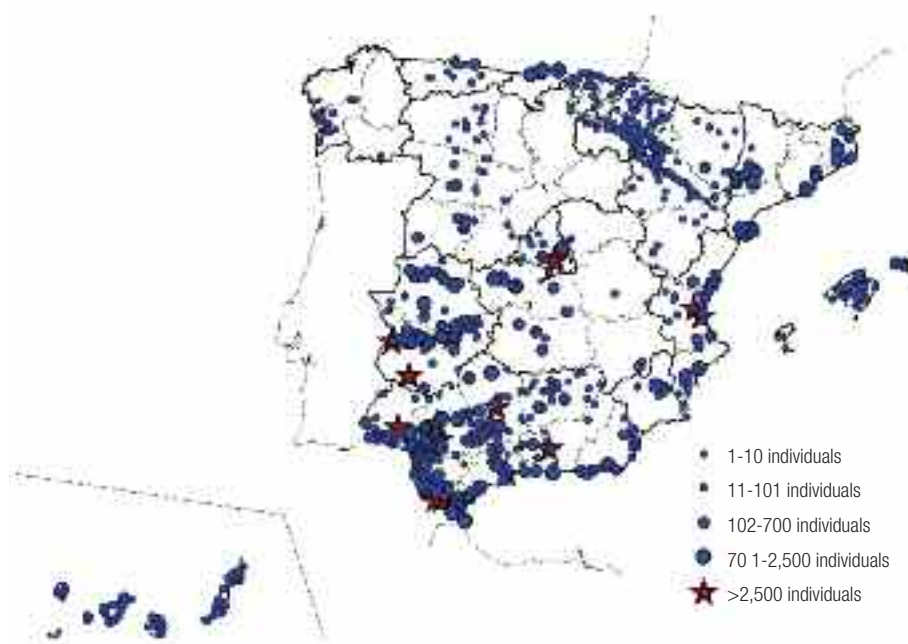 1-10 individuals
11-101 individuals
102-700 individuals
70 1-2,500 individuals
>2,500 individuals